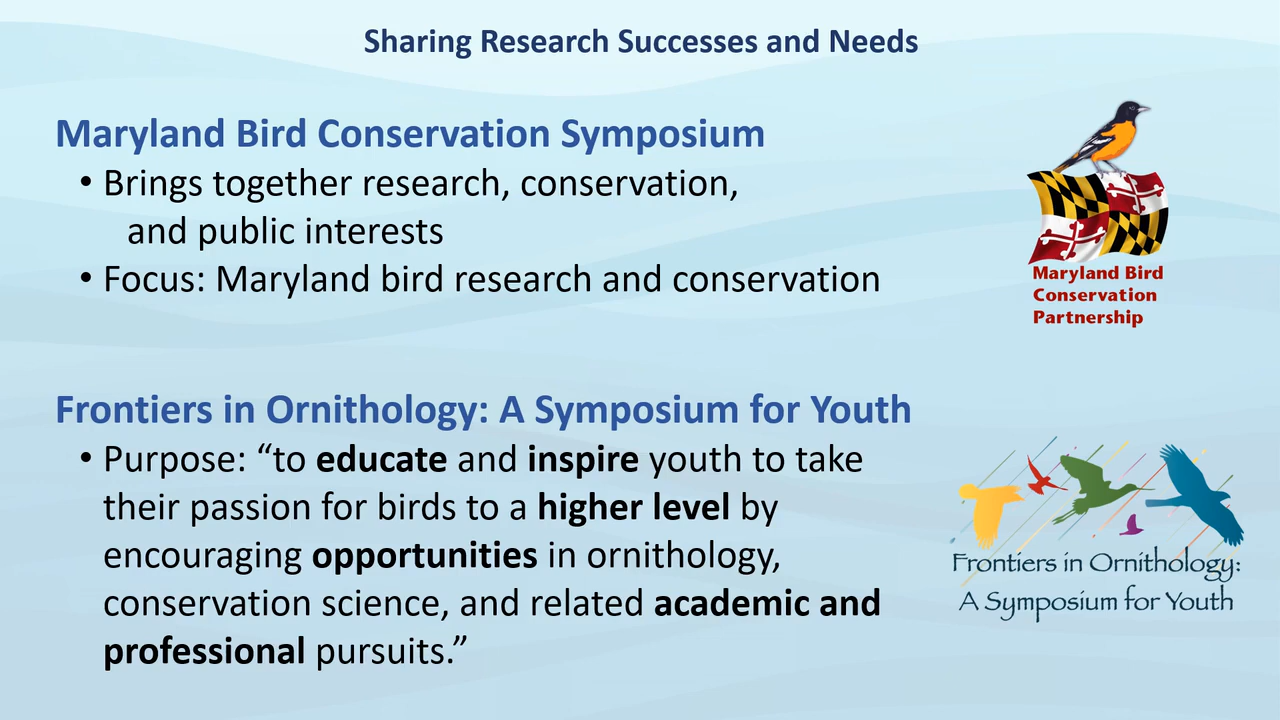 Sharing Research Successes and Needs
Maryland Bird Conservation Symposium
• Brings together research, conservation,
and public interests
• Focus: Maryland bird research and conservation
Maryland Bird
Conservation
Partnership
Frontiers in Ornithology: A Symposium for Youth
• Purpose: “to educate and inspire youth to take
their passion for birds to a higher level by
encouraging opportunities in ornithology,
conservation science, and related academic and
professional pursuits.”
Frontiers in Ornithology:
A Symposium for Youth